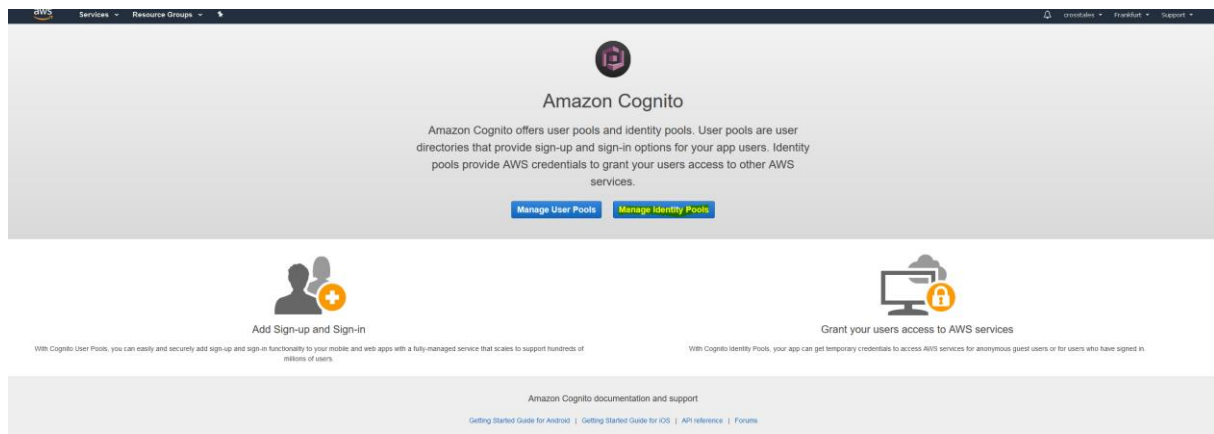 aws Services Resource Groups crosstales Frankfurt Support
Amazon Cognito
Amazon Cognito offers user pools and identity pools. User pools are user
directories that provide sign-up and sign-in options for your app users. Identity
pools provide AWS credentials to grant your users access to other AWS
services.
Manage User Pools Manage Identity Pools
Add Sign-up and Sign-in
With Cognito User Pools, you can easily and securely add sign-up and sign-in functionality to your mobile and web apps with a fully-managed service that scales to support hundreds of
millions of users.
Grant your users access to AWS services
With Cognito Identity Pools, your app can get temporary credentials to access AWS services for anonymous guest users or for users who have signed in.
Amazon Cognito documentation and support
Getting Started Guide for Android | Getting Started Guide for iOS | API reference | Forums